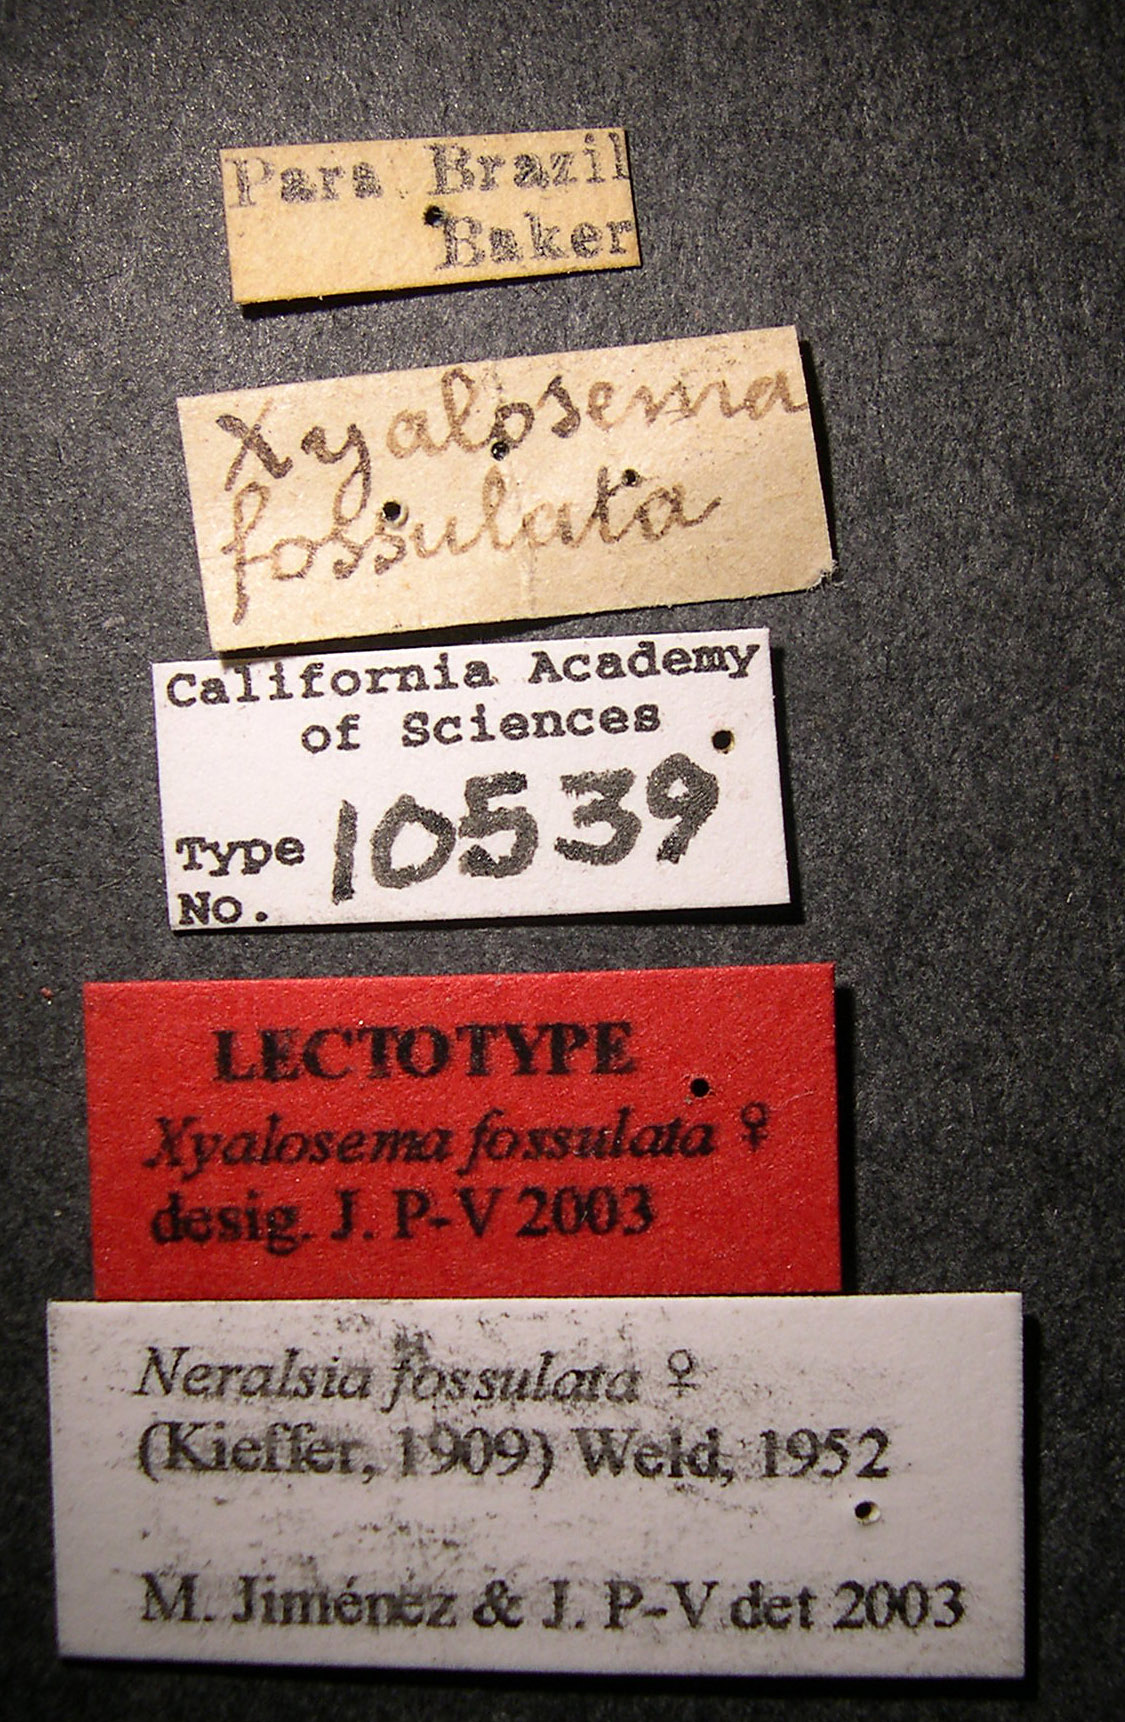 Para Brazil
Baker
Xyalosema
fossulata
California Academy
of Sciences
Type 10539
No.
LECTOTYPE
Xyalosema fossulata ♀
desig. J. P-V 2003
Neralsia fossulata ♀
(Kieffer, 1909) Weld, 1952
M. Jiménez & J. P-V det 2003